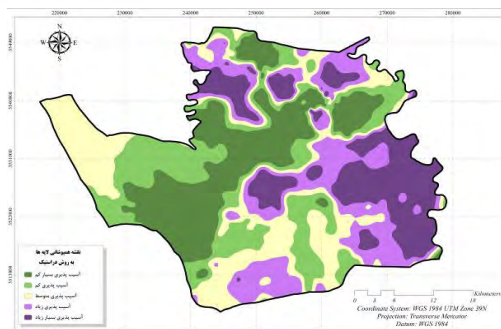 220000 230000 240000 250000 260000 270000 280000
N
W E
S
نقشه همپوشانی لایه ها
به روش دراستیک
آسیب پذیری بسیار کم
آسیب پذیری کم
آسیب پذیری متوسط
آسیب پذیری زیاد
آسیب پذیری بسیار زیاد
Kilometers
0 3 6 12 18
Coordinate System: WGS 1984 UTM Zone 39N
Projection: Transverse Mercator
Datum: WGS 1984